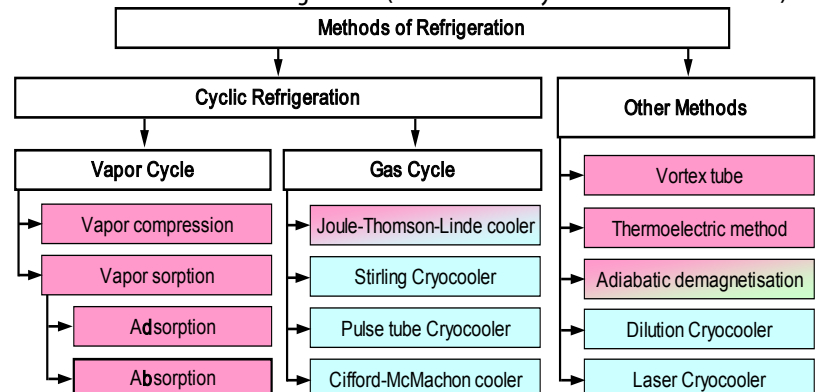 Methods of Refrigeration
Cyclic Refrigeration
Other Methods
Vapor Cycle
Gas Cycle
Vapor compression
Vapor sorption
Adsorption
Absorption
Joule-Thomson-Linde cooler
Stirling Cryocooler
Pulse tube Cryocooler
Cifford-McMachon cooler
Vortex tube
Thermoelectric method
Adiabatic demagnetisation
Dilution Cryocooler
Laser Cryocooler